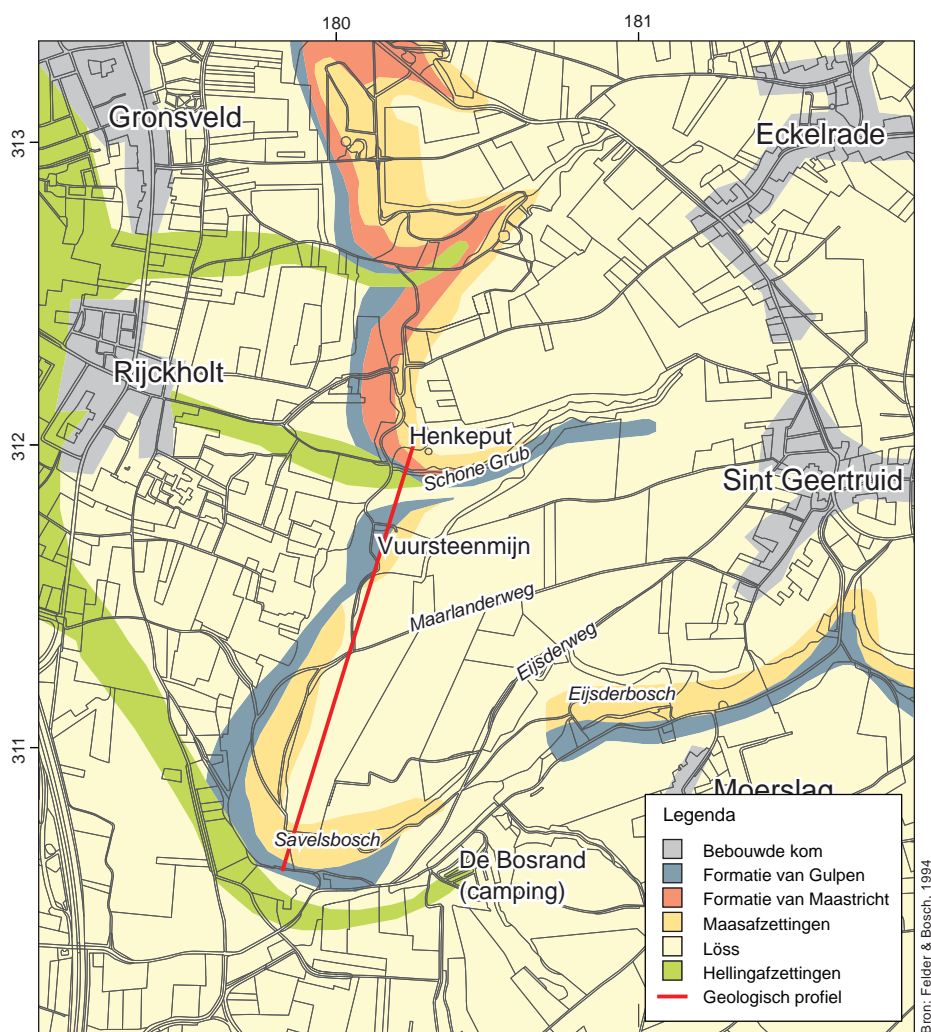 180
181
313
Gronsveld
Eckelrade
Rijckholt
312
Henkeput
Schone Grub
Sint Geertruid
Vuursteenmijn
Maarlanderweg
Eijsderweg
Eijsderbosch
311
Moerslag
Savelsbosch
De Bosrand
(camping)
Legenda
Bebouwde kom
Formatie van Gulpen
Formatie van Maastricht
Maasafzettingen
Löss
Hellingafzettingen
Geologisch profiel
Bron: Felder & Bosch, 1994